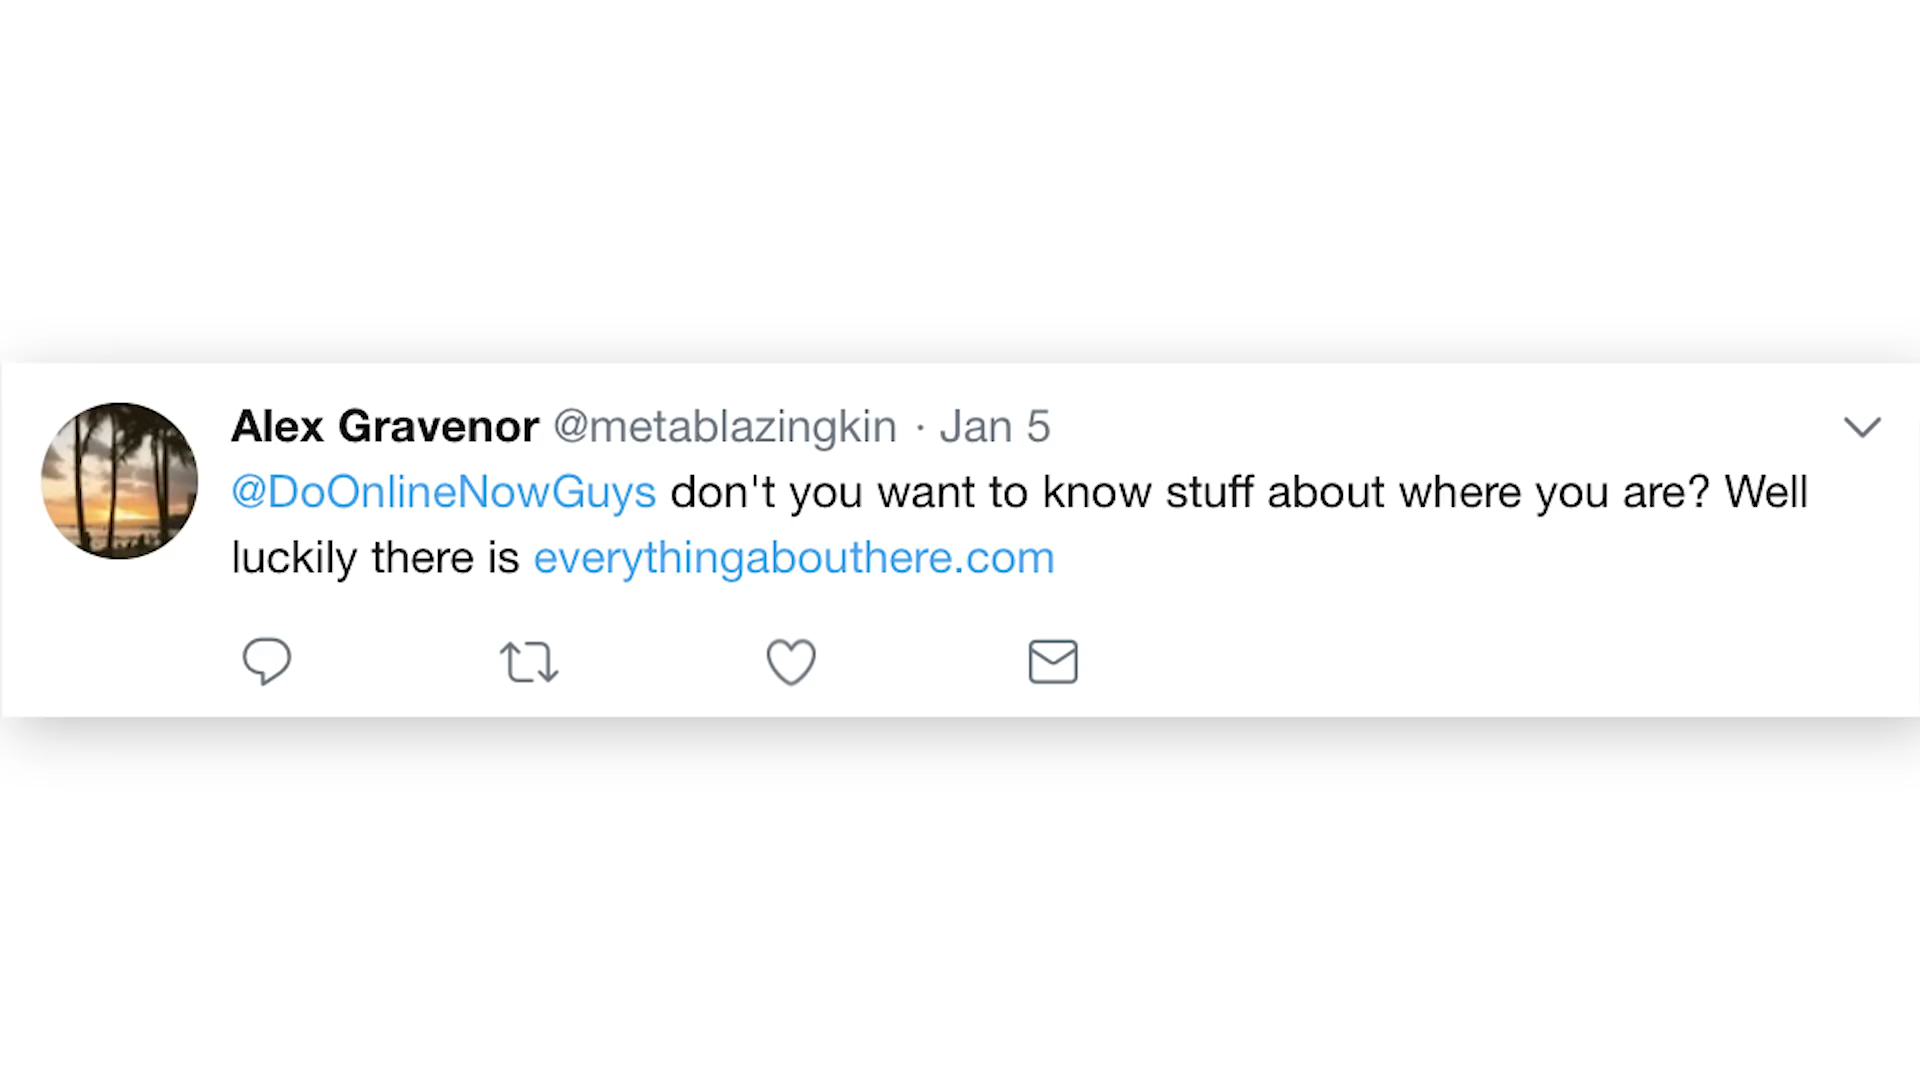 Alex Gravenor @metablazingkin · Jan 5
@DoOnlineNowGuys don't you want to know stuff about where you are? Well
luckily there is everythingabouthere.com